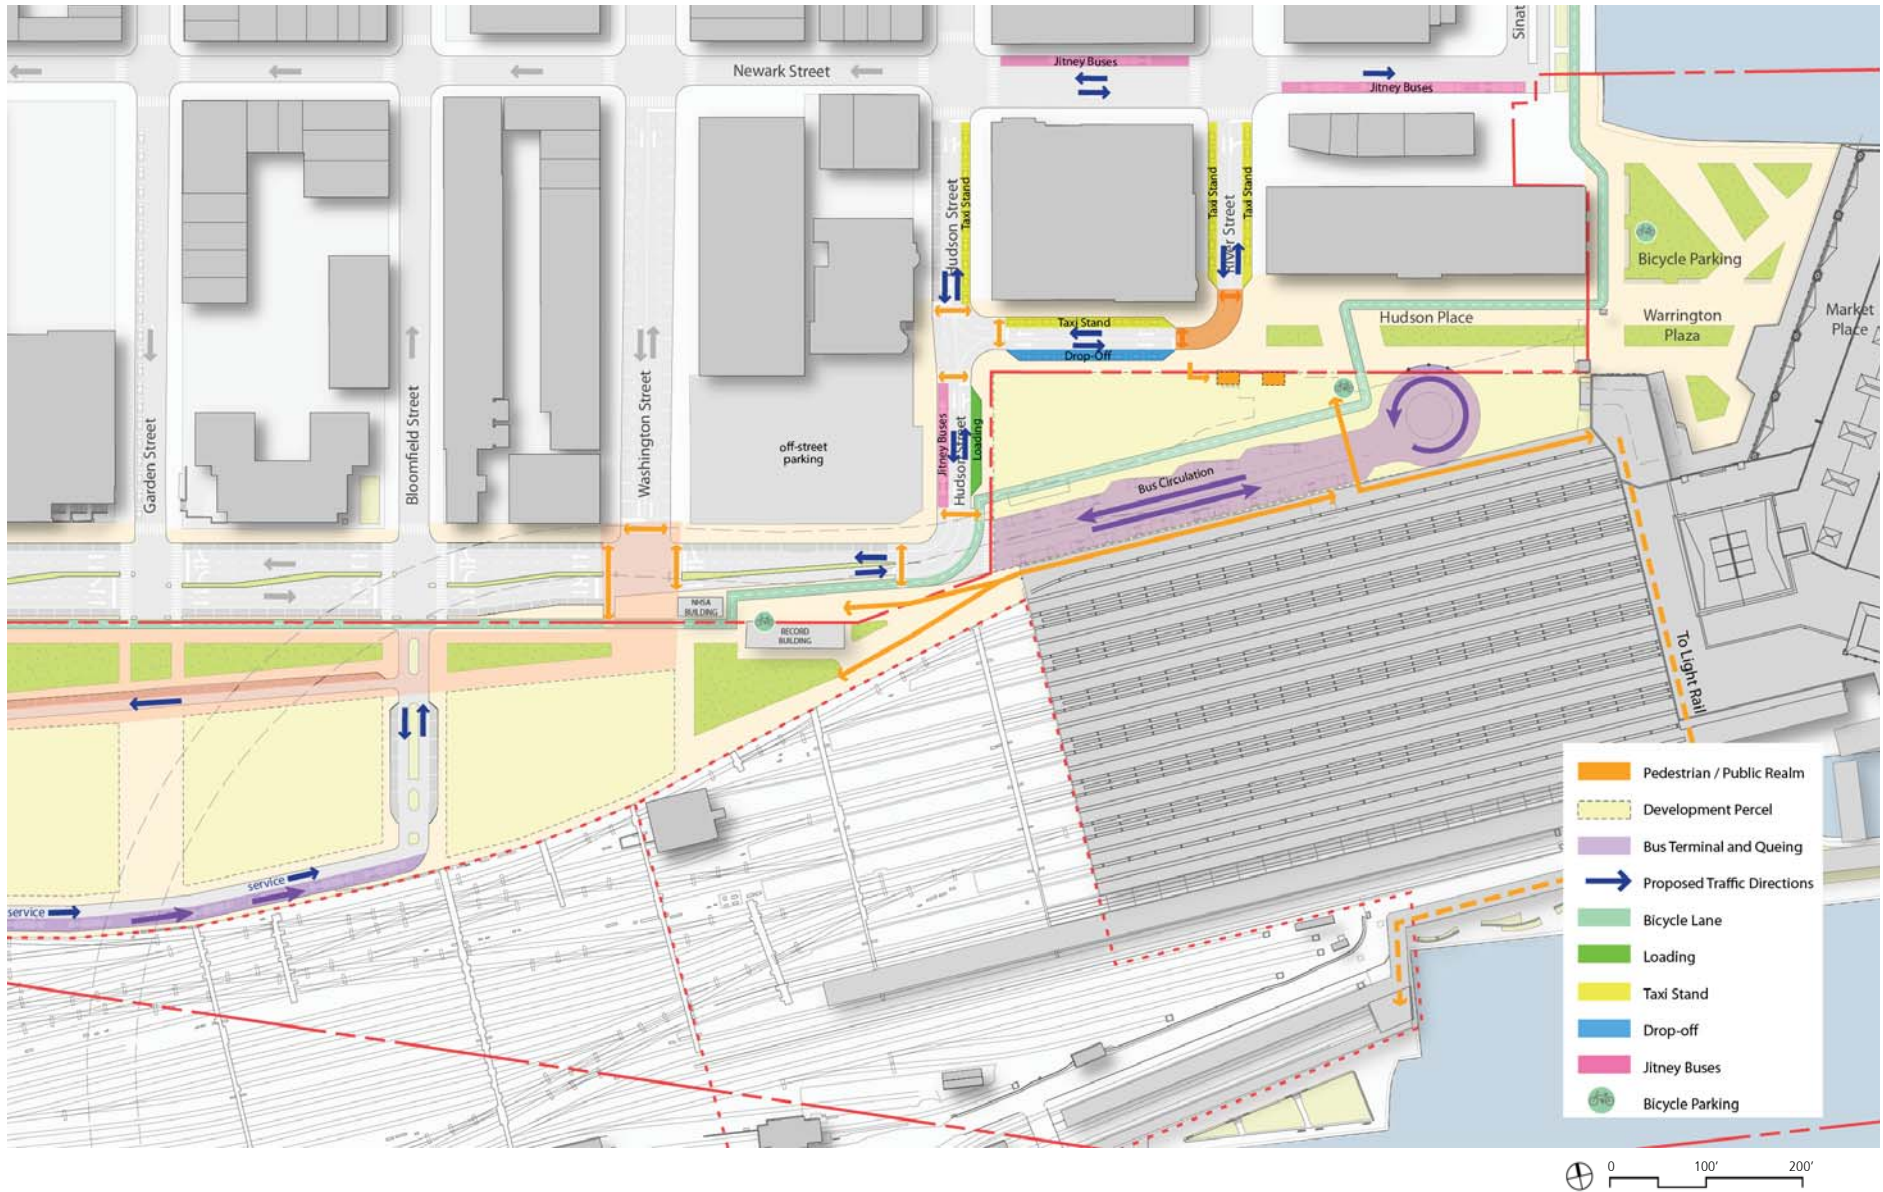 Sinat
Newark Street
Jitney Buses
Jitney Buses
Hudson Street
Taxi Stand
Taxi Stand
River Street
Taxi Stand
Bicycle Parking
Taxi Stand
Drop-Off
Hudson Place
Warrington
Plaza
Market
Place
Garden Street
Bloomfield Street
Washington Street
off-street
parking
Jitney Buses
Hudson Street
Loading
Bus Circulation
NHSA
BUILDING
RECORD
BUILDING
To Light Rail
service
service
Pedestrian / Public Realm
Development Percel
Bus Terminal and Queing
Proposed Traffic Directions
Bicycle Lane
Loading
Taxi Stand
Drop-off
Jitney Buses
Bicycle Parking
0 100' 200'